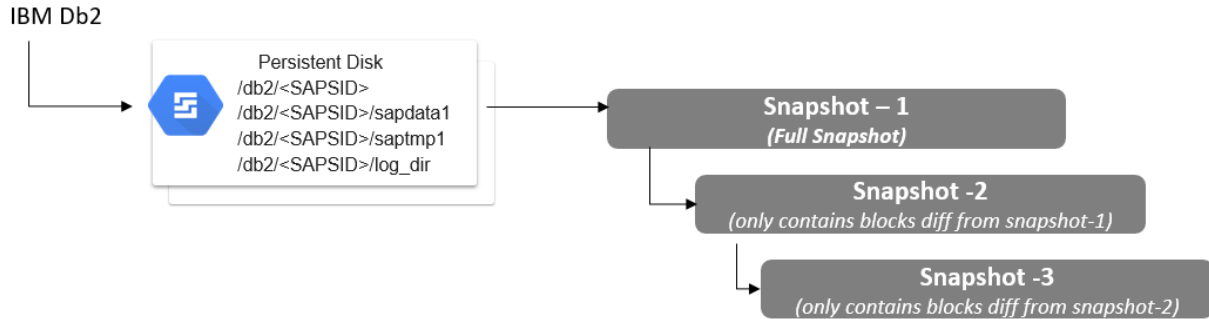 IBM Db2
Persistent Disk
/db2/<SAPSID>
/db2/<SAPSID>/sapdata1
/db2/<SAPSID>/saptmp1
/db2/<SAPSID>/log_dir
Snapshot – 1
(Full Snapshot)
Snapshot -2
(only contains blocks diff from snapshot-1)
Snapshot -3
(only contains blocks diff from snapshot-2)